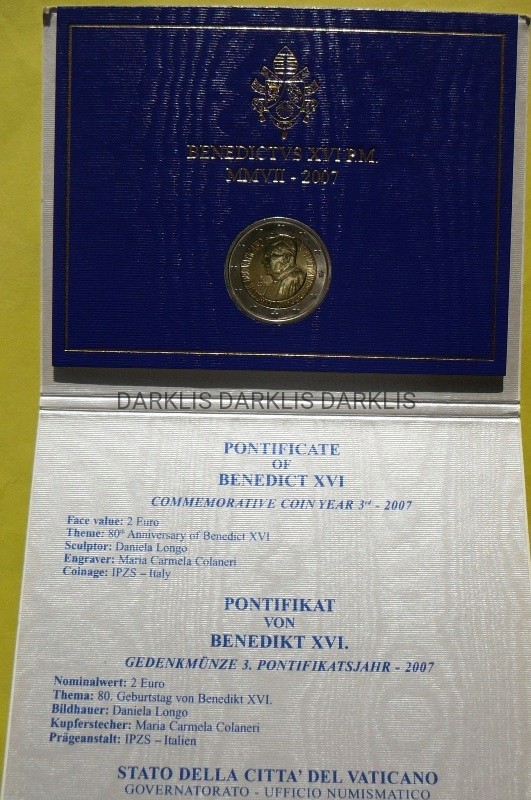 BENEDICTVS XVI P.M.
MMVII - 2007
DARKLIS DARKLIS DARKLIS
PONTIFICATE
OF
BENEDICT XVI
COMMEMORATIVE COIN YEAR 3rd - 2007
Face value: 2 Euro
Theme: 80th Anniversary of Benedict XVI
Sculptor: Daniela Longo
Engraver: Maria Carmela Colaneri
Coinage: IPZS – Italy
PONTIFIKAT
VON
BENEDIKT XVI.
GEDENKMÜNZE 3. PONTIFIKATSJAHR - 2007
Nominalwert: 2 Euro
Thema: 80. Geburtstag von Benedikt XVI.
Bildhauer: Daniela Longo
Kupferstecher: Maria Carmela Colaneri
Prägeanstalt: IPZS – Italien
STATO DELLA CITTA' DEL VATICANO
GOVERNATORATO - UFFICIO NUMISMATICO